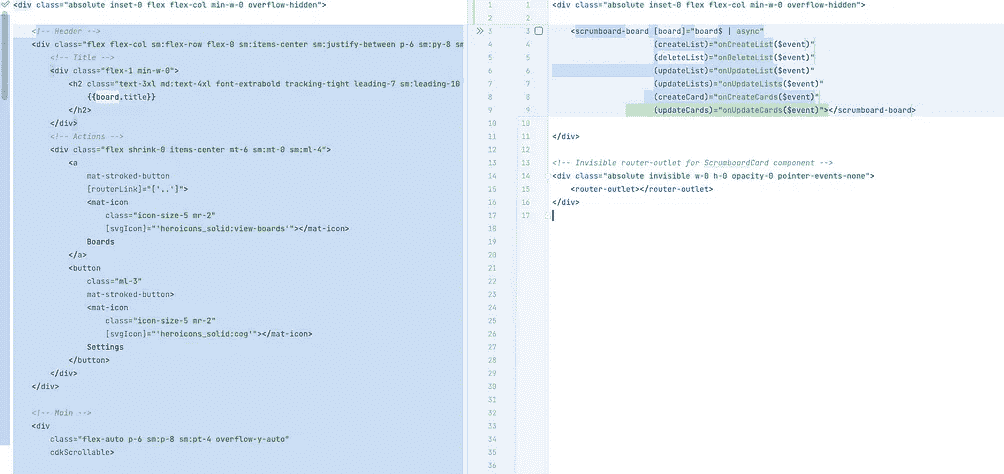 <div class="absolute inset-0 flex flex-col min-w-0 overflow-hidden">
<!-- Header -->
<div class="flex flex-col sm:flex-row flex-0 sm:items-center sm:justify-between p-6 sm:py-8 sm
<!-- Title -->
<div class="flex-1 min-w-0">
<h2 class="text-3xl md:text-4xl font-extrabold tracking-tight leading-7 sm:leading-10
{{board.title}}
</h2>
</div>
<!-- Actions -->
<div class="flex shrink-0 items-center mt-6 sm:mt-0 sm:ml-4">
<a
mat-stroked-button
[routerLink]="['..']">
<mat-icon
class="icon-size-5 mr-2"
[svgIcon]="'heroicons_solid:view-boards'"></mat-icon>
Boards
</a>
<button
class="ml-3"
mat-stroked-button>
<mat-icon
class="icon-size-5 mr-2"
[svgIcon]="'heroicons_solid:cog'"></mat-icon>
Settings
</button>
</div>
</div>
<!-- Main -->
<div
class="flex-auto p-6 sm:p-8 sm:pt-4 overflow-y-auto"
cdkScrollable>
1 1
2 2
3 3
4 4
5 5
6 6
7 7
8 8
9 9
10 10
11 11
12 12
13 13
14 14
15 15
16 16
17 17
18
19
20
21
22
23
24
25
26
27
28
29
30
31
32
33
34
35
36
<div class="absolute inset-0 flex flex-col min-w-0 overflow-hidden">
<scrumboard-board [board]="board$ | async"
(createList)="onCreateList($event)"
(deleteList)="onDeleteList($event)"
(updateList)="onUpdateList($event)"
(updateLists)="onUpdateLists($event)"
(createCard)="onCreateCards($event)"
(updateCards)="onUpdateCards($event)"></scrumboard-board>
</div>
<!-- Invisible router-outlet for ScrumboardCard component -->
<div class="absolute invisible w-0 h-0 opacity-0 pointer-events-none">
<router-outlet></router-outlet>
</div>